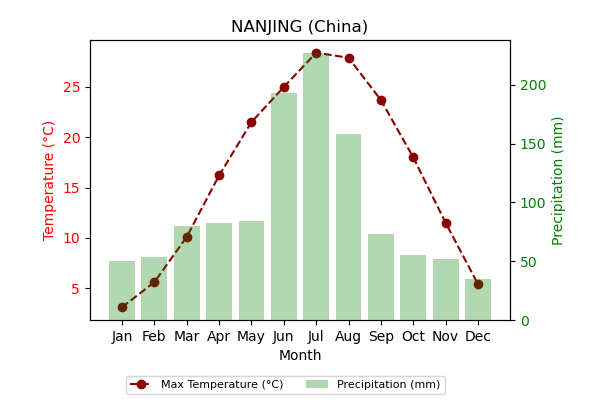 NANJING (China)
Temperature (°C)
25
20
15
10
5
200
150
100
50
0
Precipitation (mm)
Jan Feb Mar Apr May Jun Jul Aug Sep Oct Nov Dec
Month
Max Temperature (°C) Precipitation (mm)